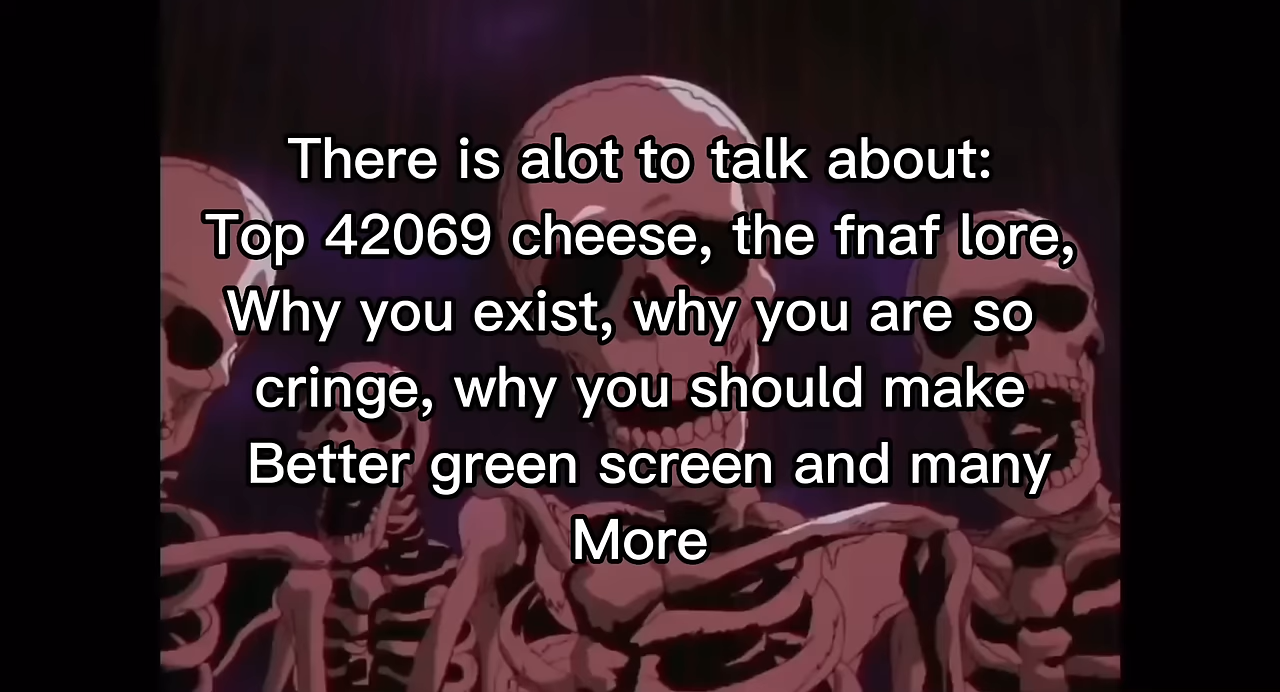 There is alot to talk about:
Top 42069 cheese, the fnaf lore,
Why you exist, why you are so
cringe, why you should make
Better green screen and many
More